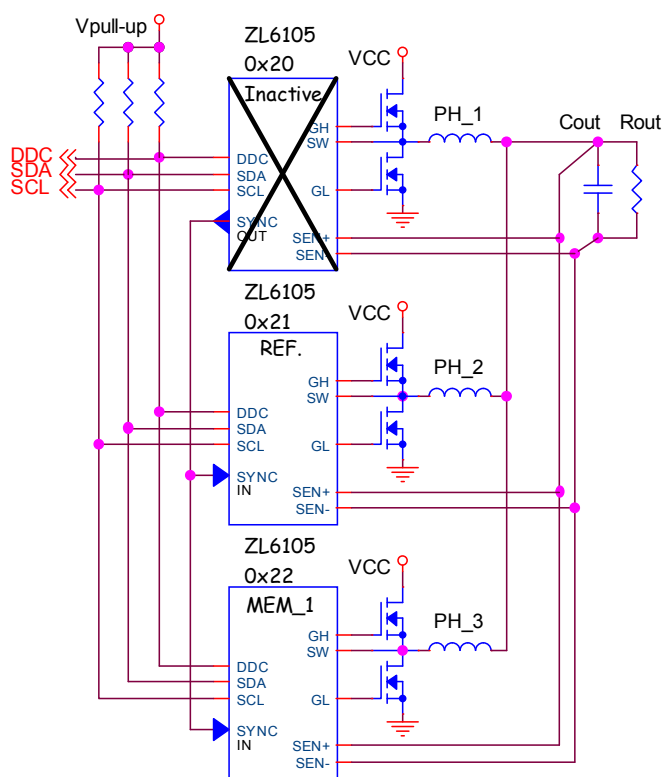 Vpull-up
DDC
SDA
SCL
ZL6105
0x20
Inactive
DDC
SDA
SCL
SYNC
OUT
GH
SW
GL
SEN+
SEN-
VCC
PH_1
Cout
Rout
ZL6105
0x21
REF.
DDC
SDA
SCL
SYNC
IN
GH
SW
GL
SEN+
SEN-
VCC
PH_2
ZL6105
0x22
MEM_1
DDC
SDA
SCL
SYNC
IN
GH
SW
GL
SEN+
SEN-
VCC
PH_3